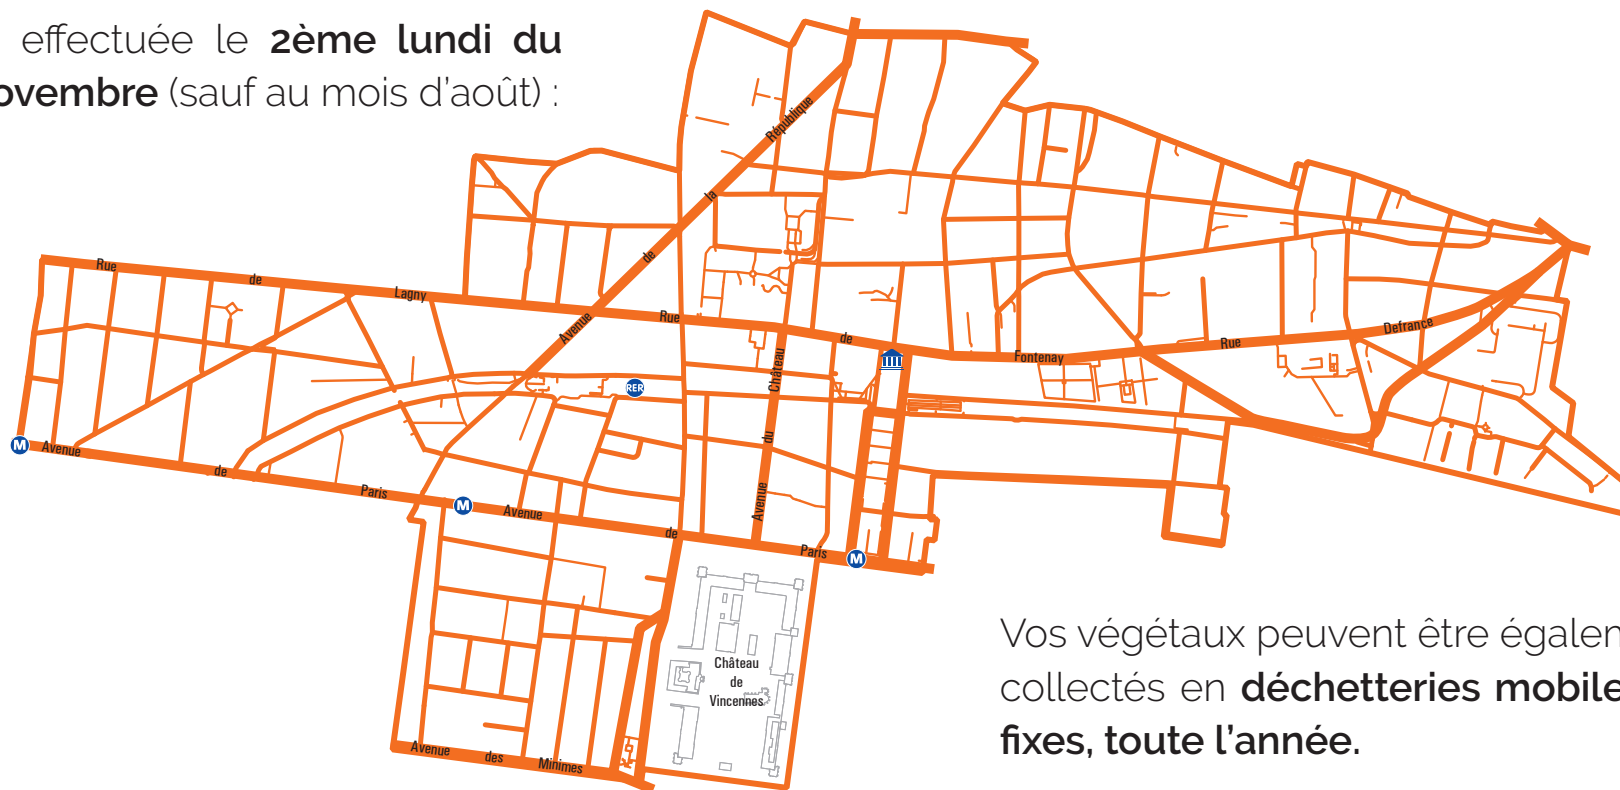 effectuée le 2ème lundi du
ovembre (sauf au mois d'août) :
Avenue de la République
Rue de Lagny
Rue de Fontenay
Rue Defrance
Avenue du Château
RER
M
Avenue de Paris
M
Avenue de Paris
M
Château
de
Vincennes
Avenue des Minimes
Vos végétaux peuvent être égalem
collectés en déchetteries mobile
fixes, toute l'année.